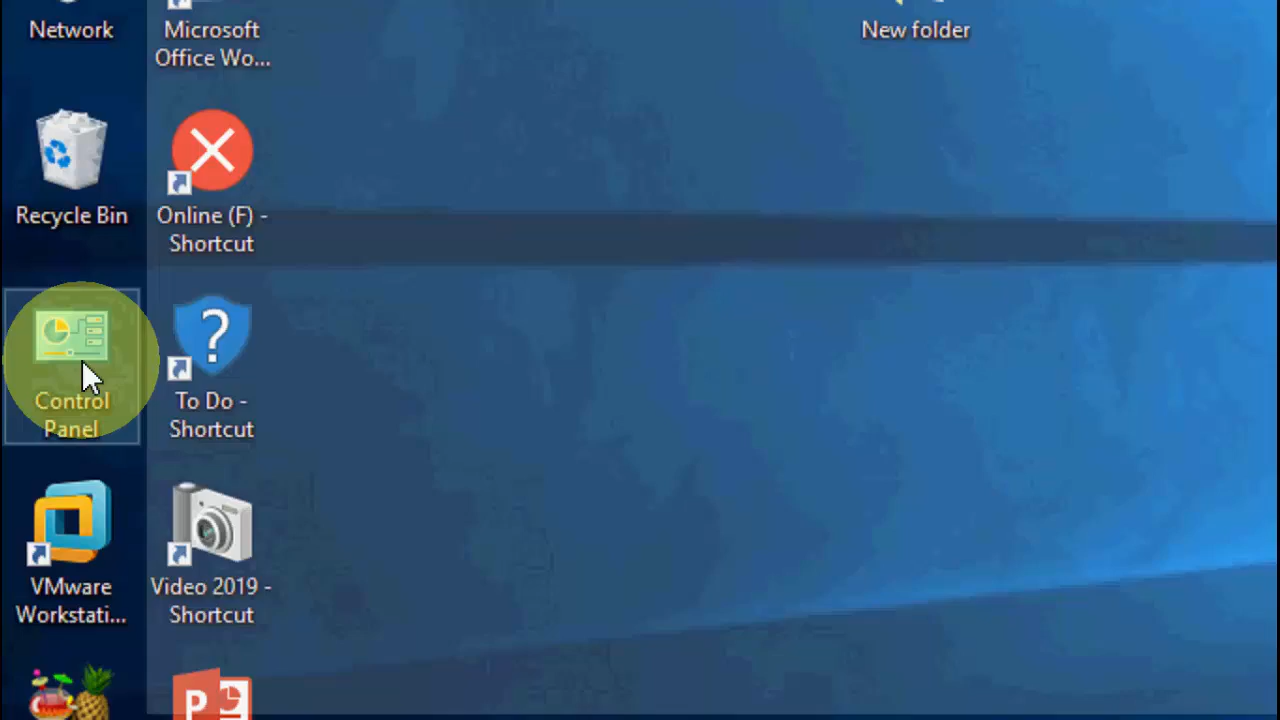 Network
Microsoft
Office Wo...
New folder
Recycle Bin
Online (F) -
Shortcut
Control
Panel
To Do -
Shortcut
VMware
Workstati...
Video 2019 -
Shortcut
P